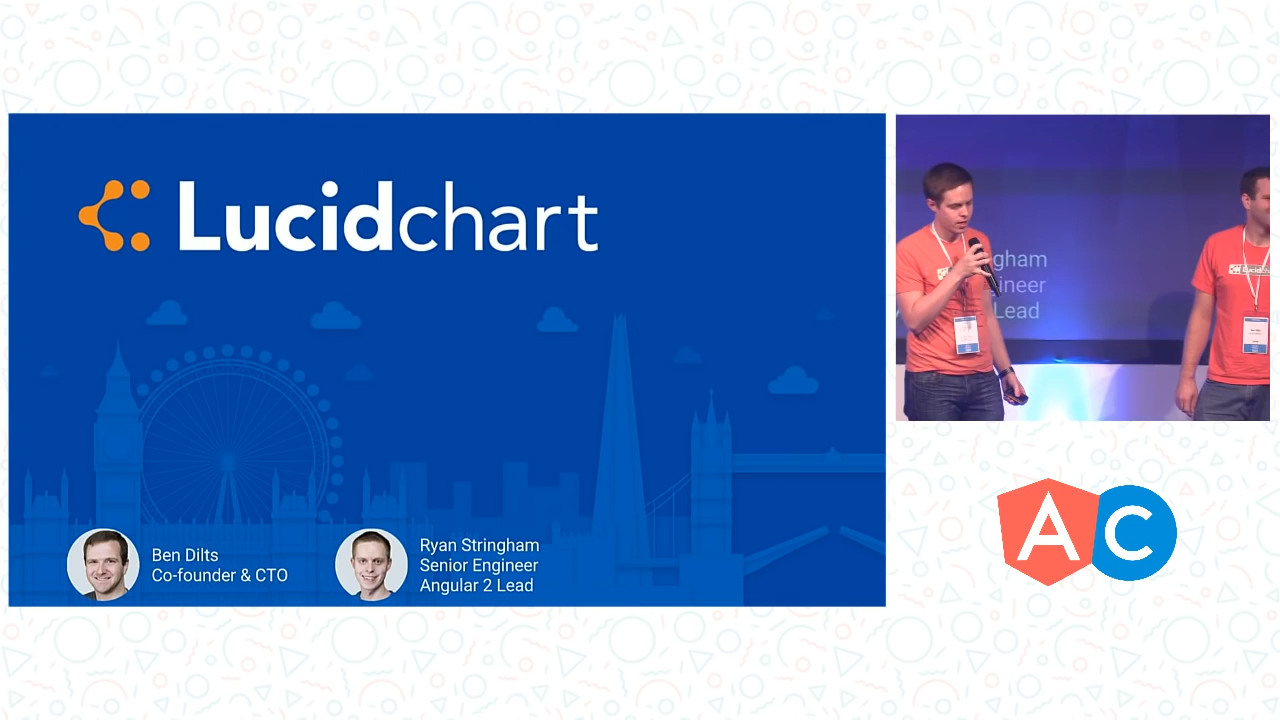 Lucidchart
Ben Dilts
Co-founder & CTO
Ryan Stringham
Senior Engineer
Angular 2 Lead
gham
ineer
Lead
AC